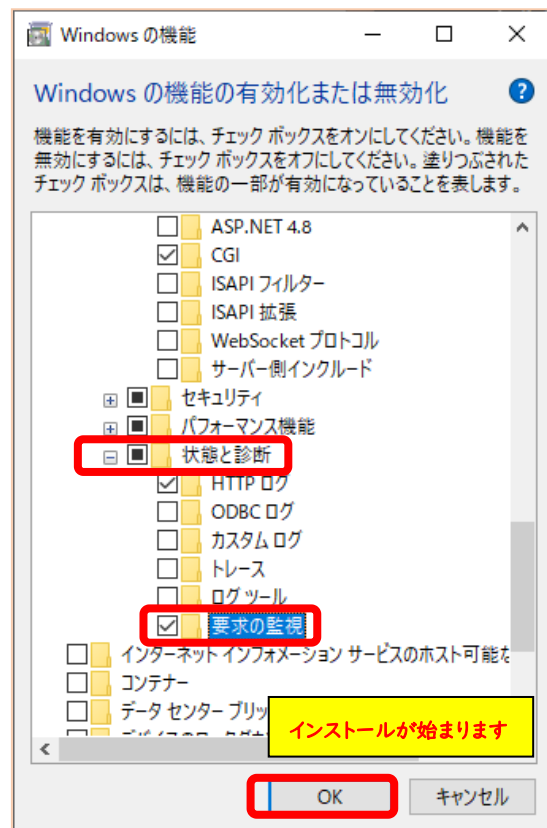 Windows の機能
Windows の機能の有効化または無効化
機能を有効にするには、チェック ボックスをオンにしてください。機能を
無効にするには、チェック ボックスをオフにしてください。塗りつぶされた
チェック ボックスは、機能の一部が有効になっていることを表します。
ASP.NET 4.8
CGI
ISAPI フィルター
ISAPI 拡張
WebSocket プロトコル
サーバー側インクルード
セキュリティ
パフォーマンス機能
状態と診断
HTTP ログ
ODBC ログ
カスタム ログ
トレース
ログ ツール
要求の監視
インターネット インフォメーション サービスのホスト可能な
コンテナー
データ センター ブリッ
インストールが始まります
OK
キャンセル